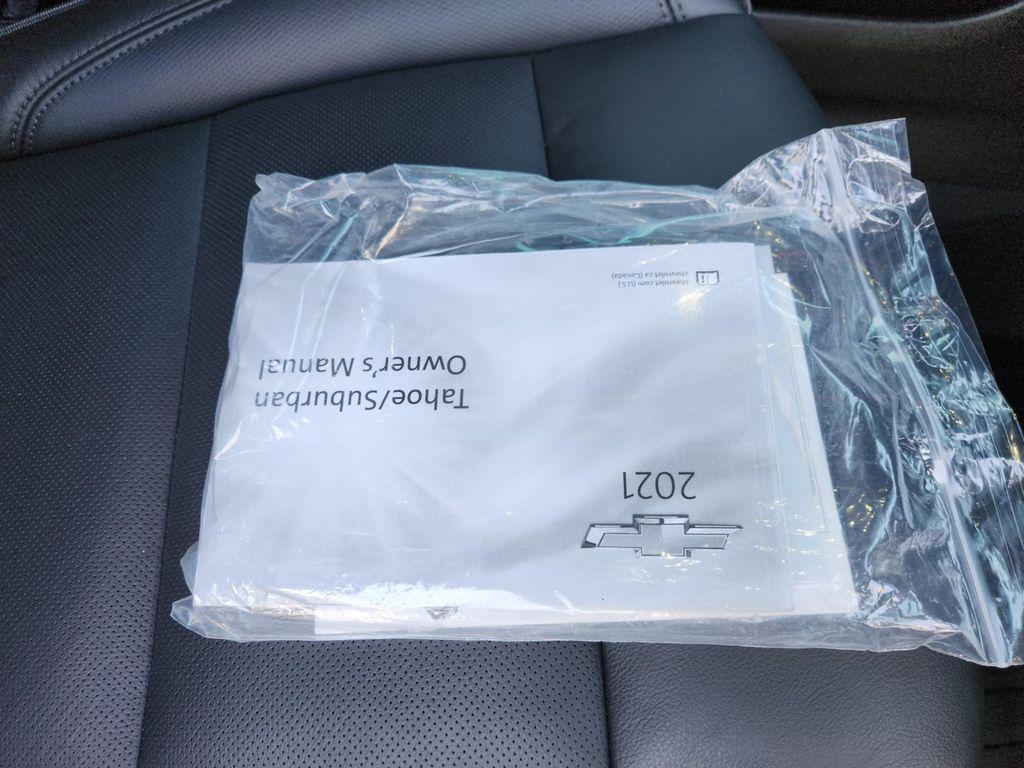 2021
Tahoe/Suburban
Owner's Manual
chevrolet.com (U.S.)
chevrolet.ca (Canada)